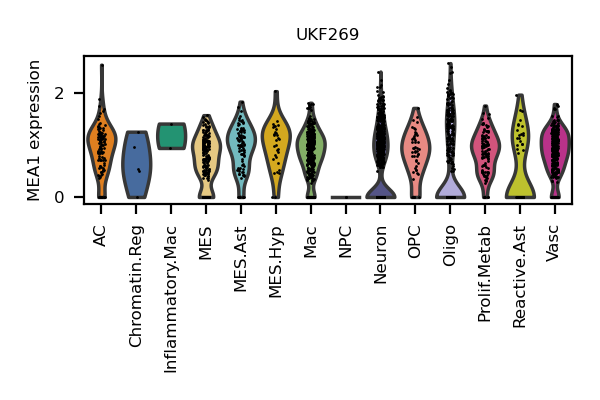 UKF269
MEA1 expression
2
0
AC
Chromatin.Reg
Inflammatory.Mac
MES
MES.Ast
MES.Hyp
Mac
NPC
Neuron
OPC
Oligo
Prolif.Metab
Reactive.Ast
Vasc